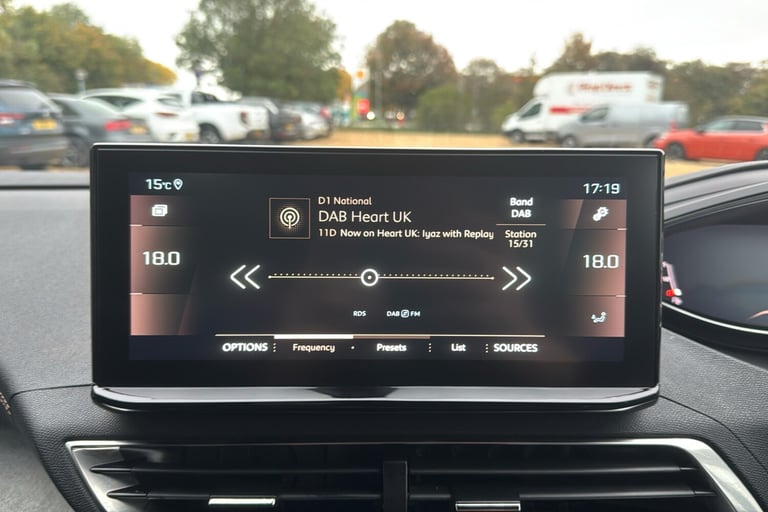 15°C
17:19
D1 National
DAB Heart UK
11D Now on Heart UK: Iyaz with Replay
Band
DAB
Station
15/31
18.0
18.0
RDS
DAB FM
OPTIONS
Frequency
Presets
List
SOURCES